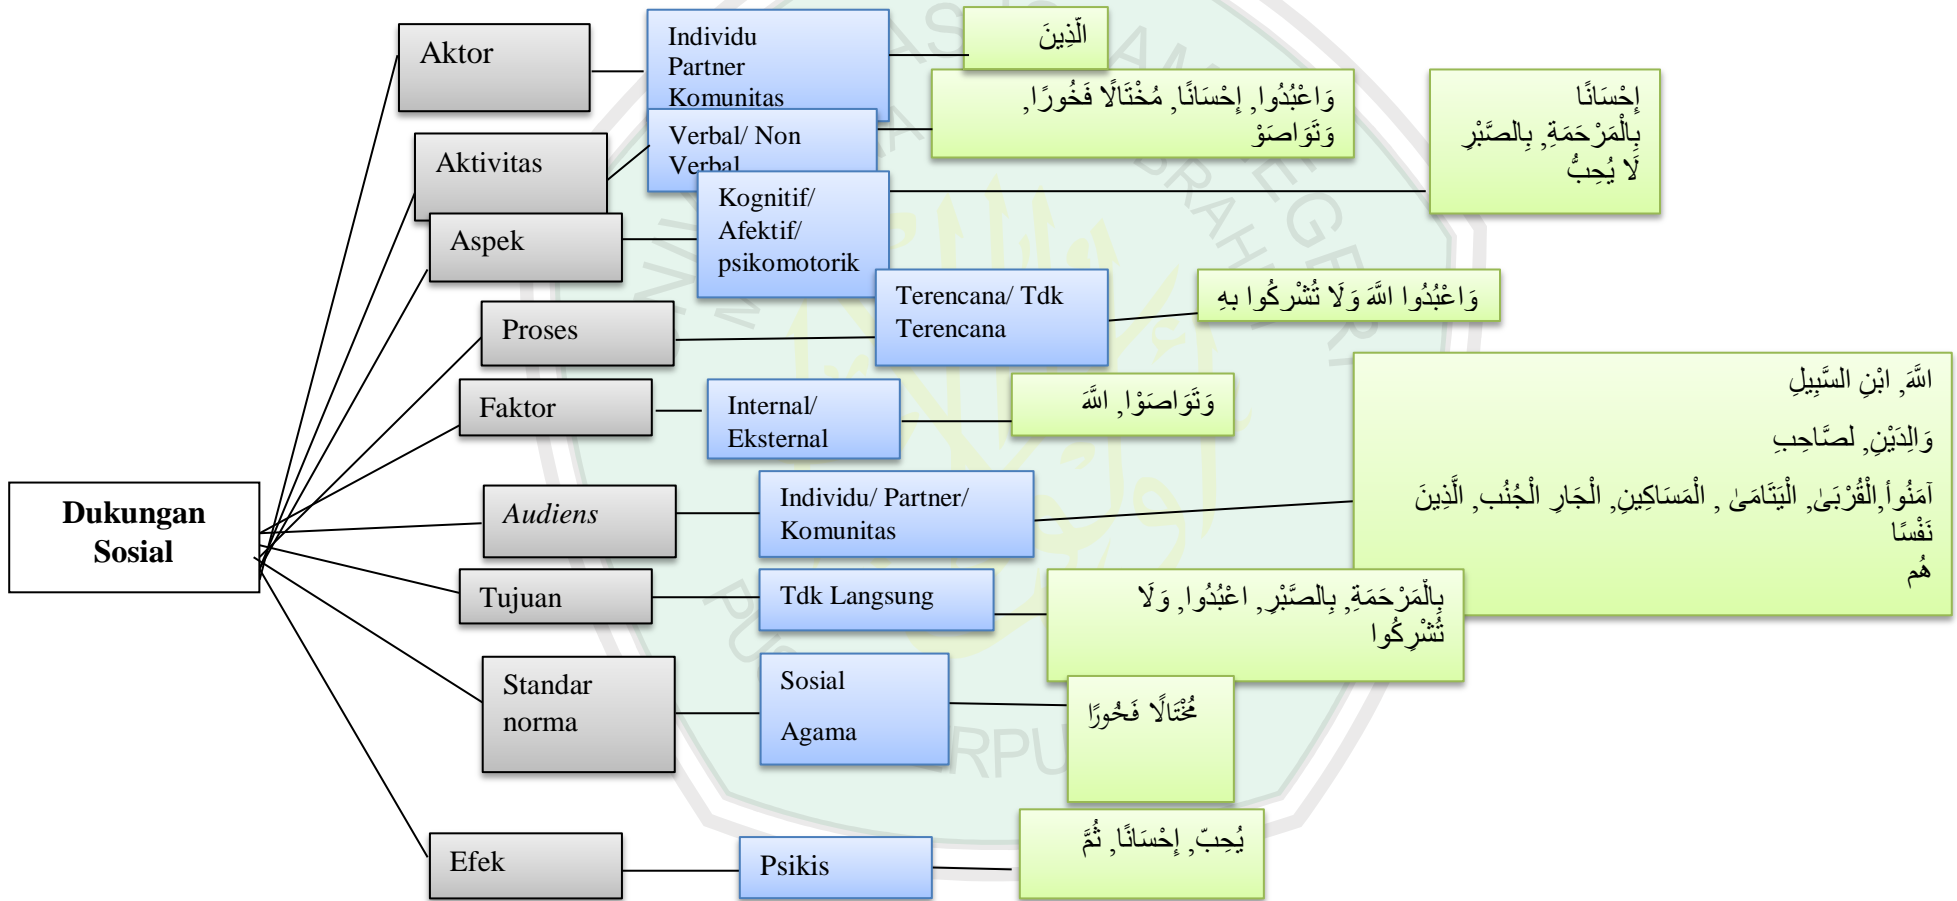 Dukungan
Sosial
Aktor
Individu
Partner
Komunitas
الّذِينَ
Aktivitas
Verbal/ Non
Verbal
وَاعْبُدُوا, إِحْسَانًا, مُخْتَالًا فَخُورًا,
وَتَوَاصَوْ
Aspek
Kognitif/
Afektif/
psikomotorik
إِحْسَانًا
بِالْمَرْحَمَةِ, بِالصَّبْرِ
لَا يُحِبُّ
Proses
Terencana/ Tdk
Terencana
وَاعْبُدُوا اللَّهَ وَلَا تُشْرِكُوا بِهِ
Faktor
Internal/
Eksternal
وَتَوَاصَوْا, اللَّهَ
Audiens
Individu/ Partner/
Komunitas
اللَّهَ, ابْنِ السَّبِيلِ
وَالِدَيْنِ, لصَّاحِبِ
آمَنُواْ,الْقُرْبَىٰ, الْيَتَامَىٰ , الْمَسَاكِينِ, الْجَارِ الْجُنُب, الَّذِينَ
نَفْسًا
هُم
Tujuan
Tdk Langsung
بِالْمَرْحَمَةِ, بِالصَّبْرِ, اعْبُدُوا, وَلَا
تُشْرِكُوا
Standar
norma
Sosial
Agama
مُخْتَالًا فَخُورًا
Efek
Psikis
يُحِبّ, إِحْسَانًا, ثُمَّ